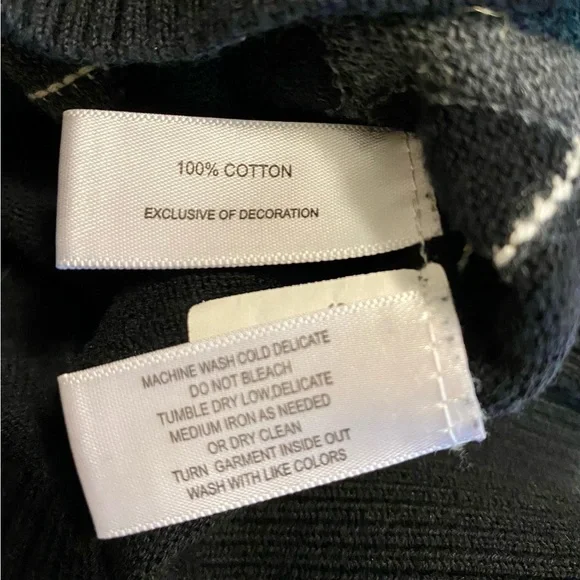 100% COTTON
EXCLUSIVE OF DECORATION
MACHINE WASH COLD DELICATE
DO NOT BLEACH
TUMBLE DRY LOW,DELICATE
MEDIUM IRON AS NEEDED
OR DRY CLEAN
TURN GARMENT INSIDE OUT
WASH WITH LIKE COLORS